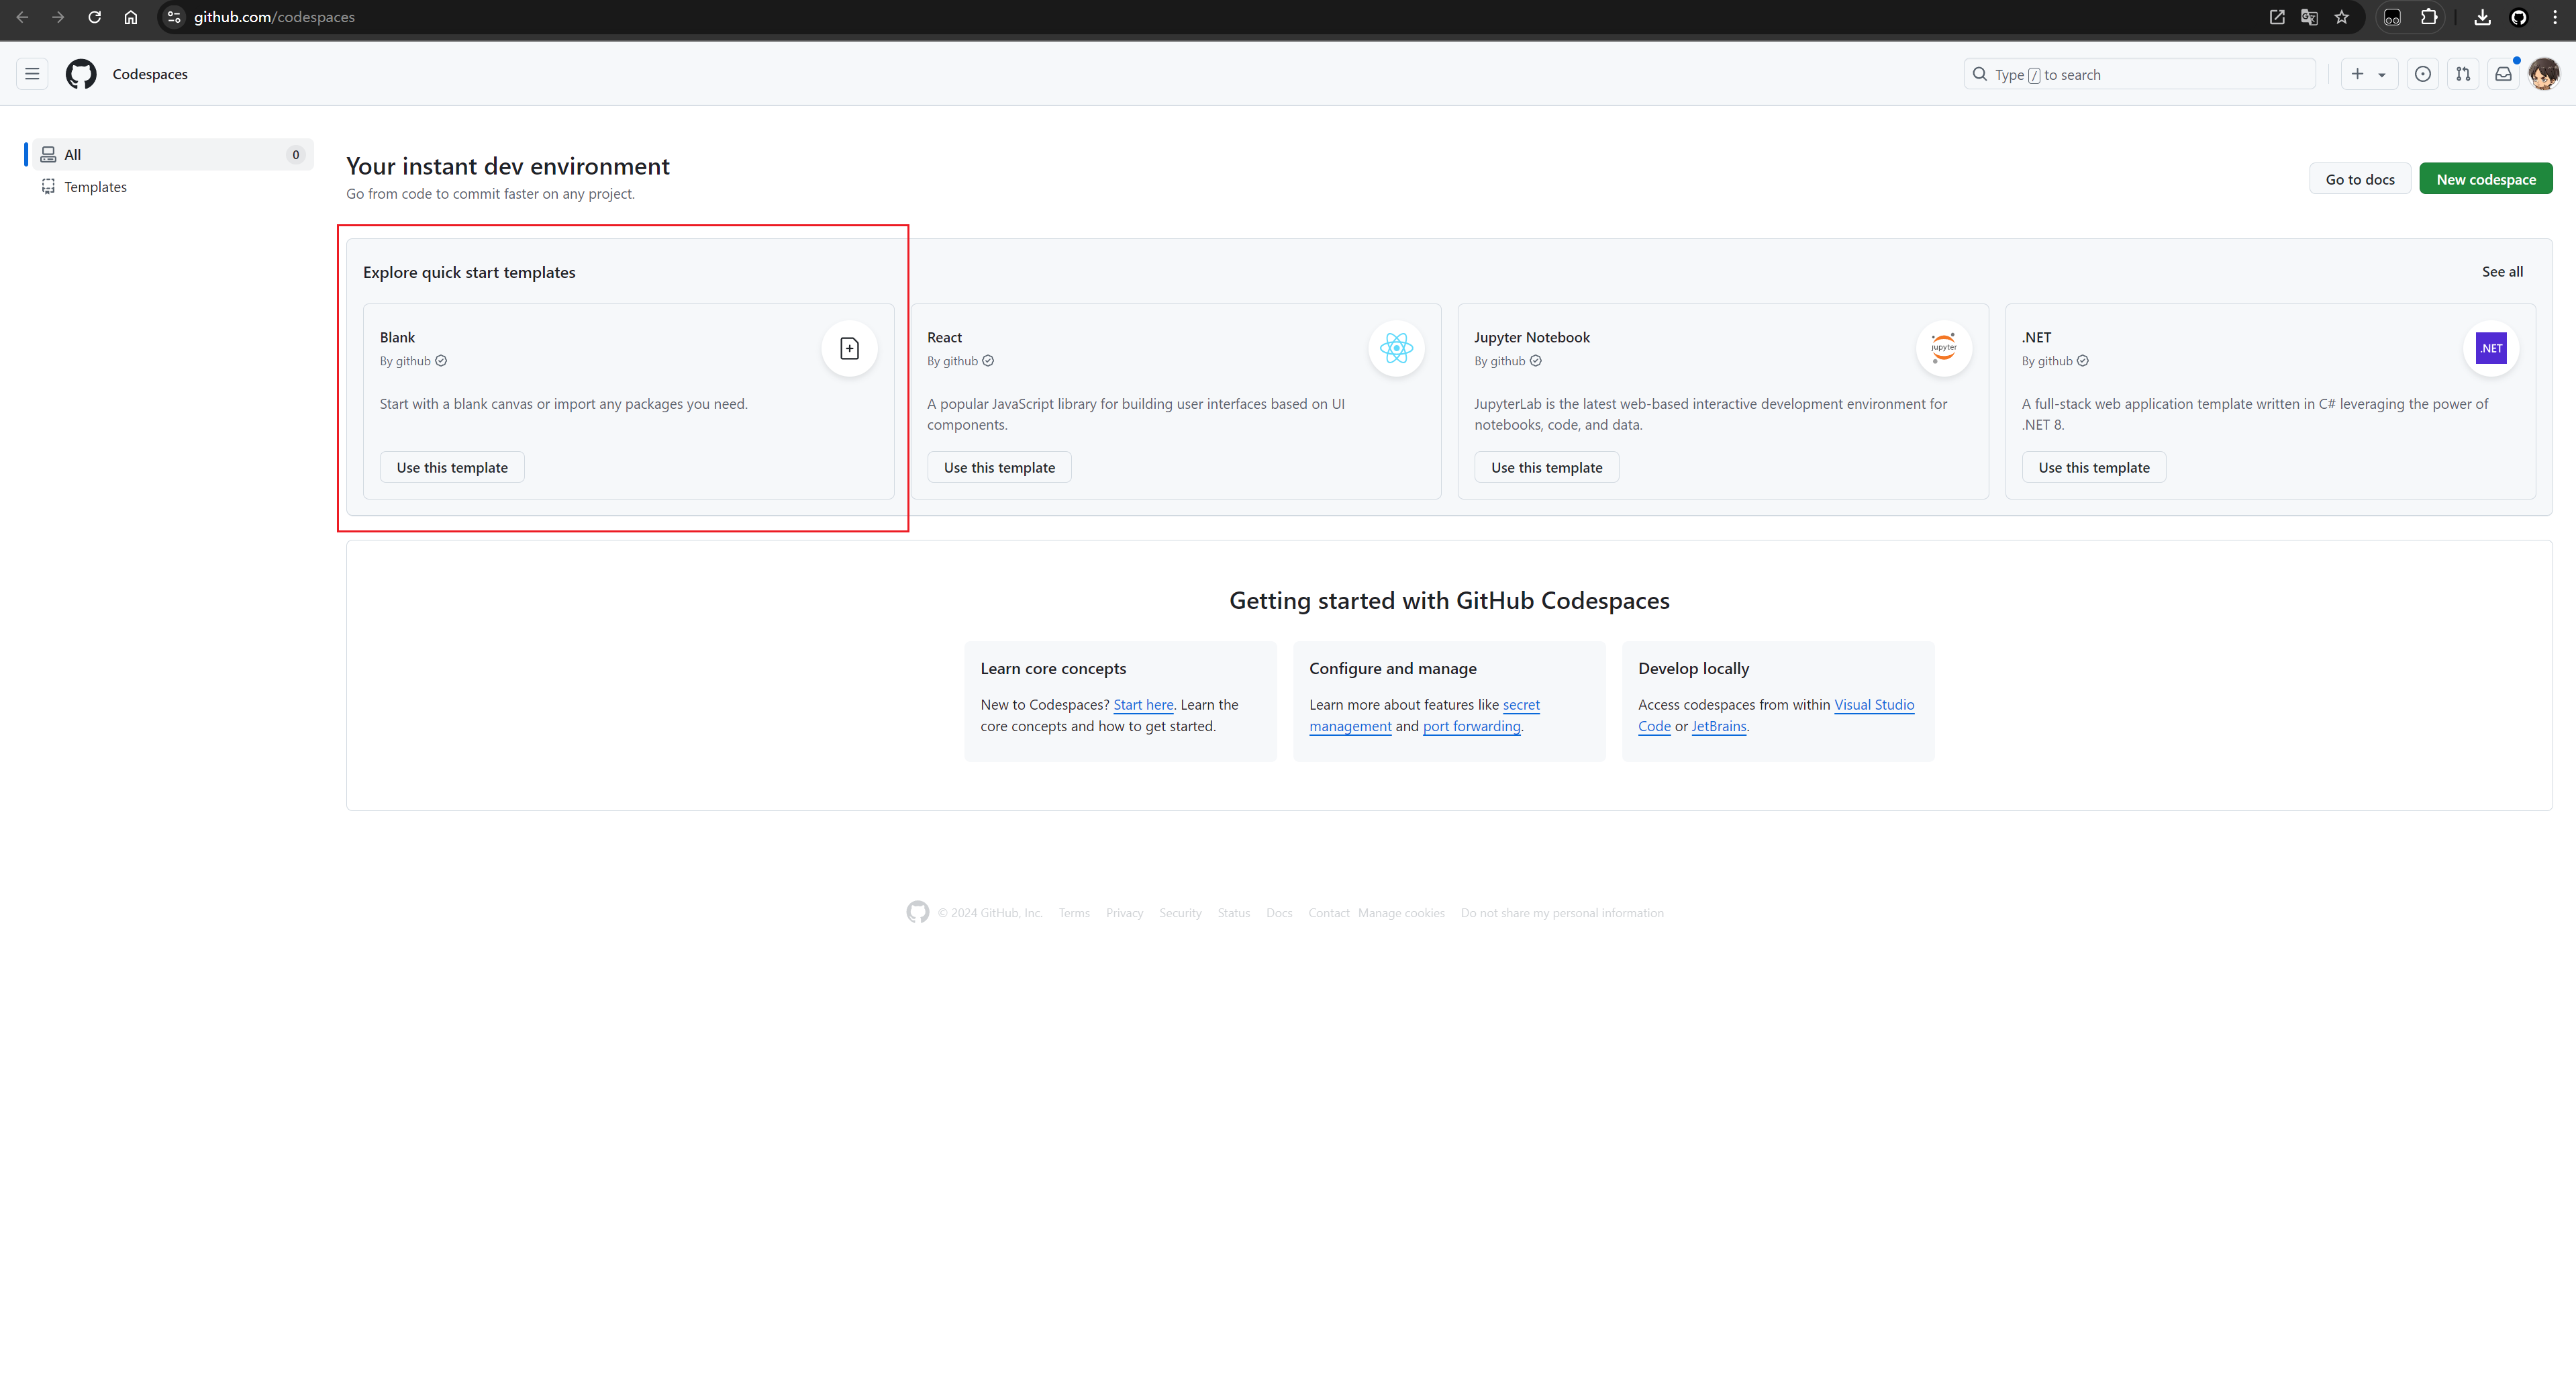 github.com/codespaces
Codespaces
Type / to search
All 0
Templates
Your instant dev environment
Go from code to commit faster on any project.
Go to docs
New codespace
Explore quick start templates
See all
Blank
By github
Start with a blank canvas or import any packages you need.
Use this template
React
By github
A popular JavaScript library for building user interfaces based on UI
components.
Use this template
Jupyter Notebook
By github
jupyter
JupyterLab is the latest web-based interactive development environment for
notebooks, code, and data.
Use this template
.NET
By github
.NET
A full-stack web application template written in C# leveraging the power of
.NET 8.
Use this template
Getting started with GitHub Codespaces
Learn core concepts
New to Codespaces? Start here. Learn the
core concepts and how to get started.
Configure and manage
Learn more about features like secret
management and port forwarding.
Develop locally
Access codespaces from within Visual Studio
Code or JetBrains.
© 2024 GitHub, Inc. Terms Privacy Security Status Docs Contact Manage cookies Do not share my personal information